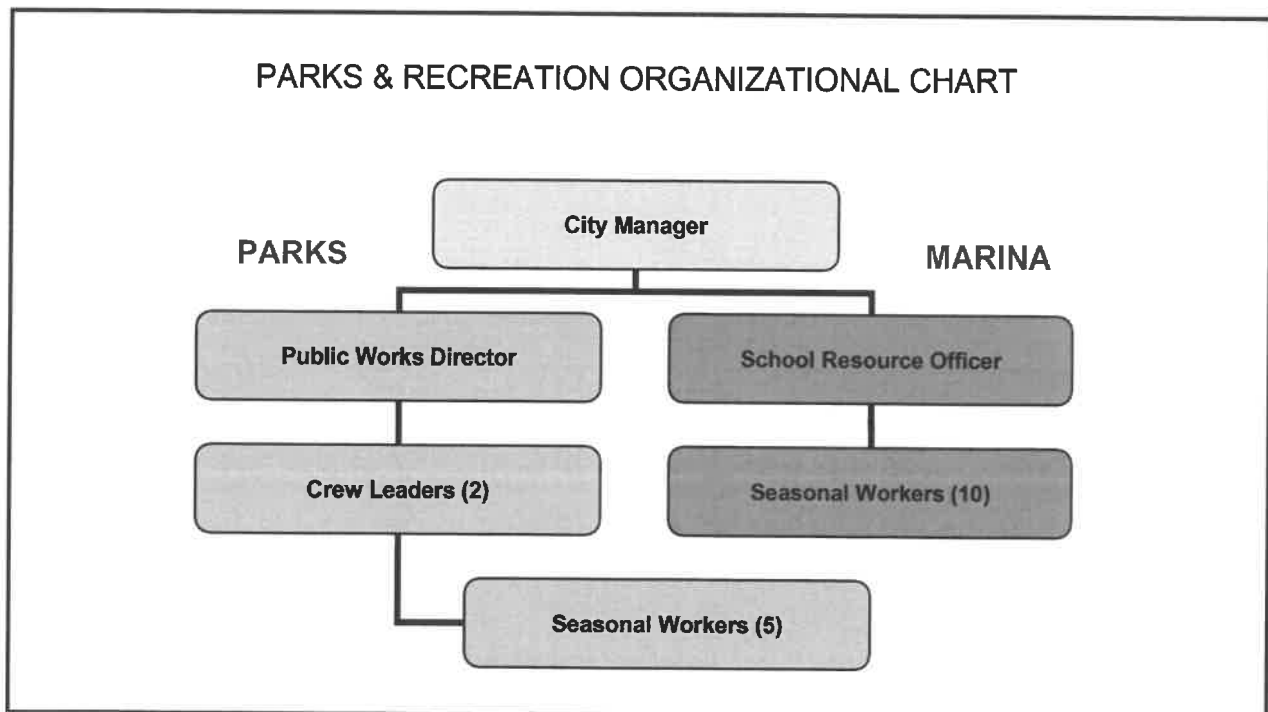 PARKS & RECREATION ORGANIZATIONAL CHART
City Manager
PARKS
MARINA
Public Works Director
School Resource Officer
Crew Leaders (2)
Seasonal Workers (10)
Seasonal Workers (5)